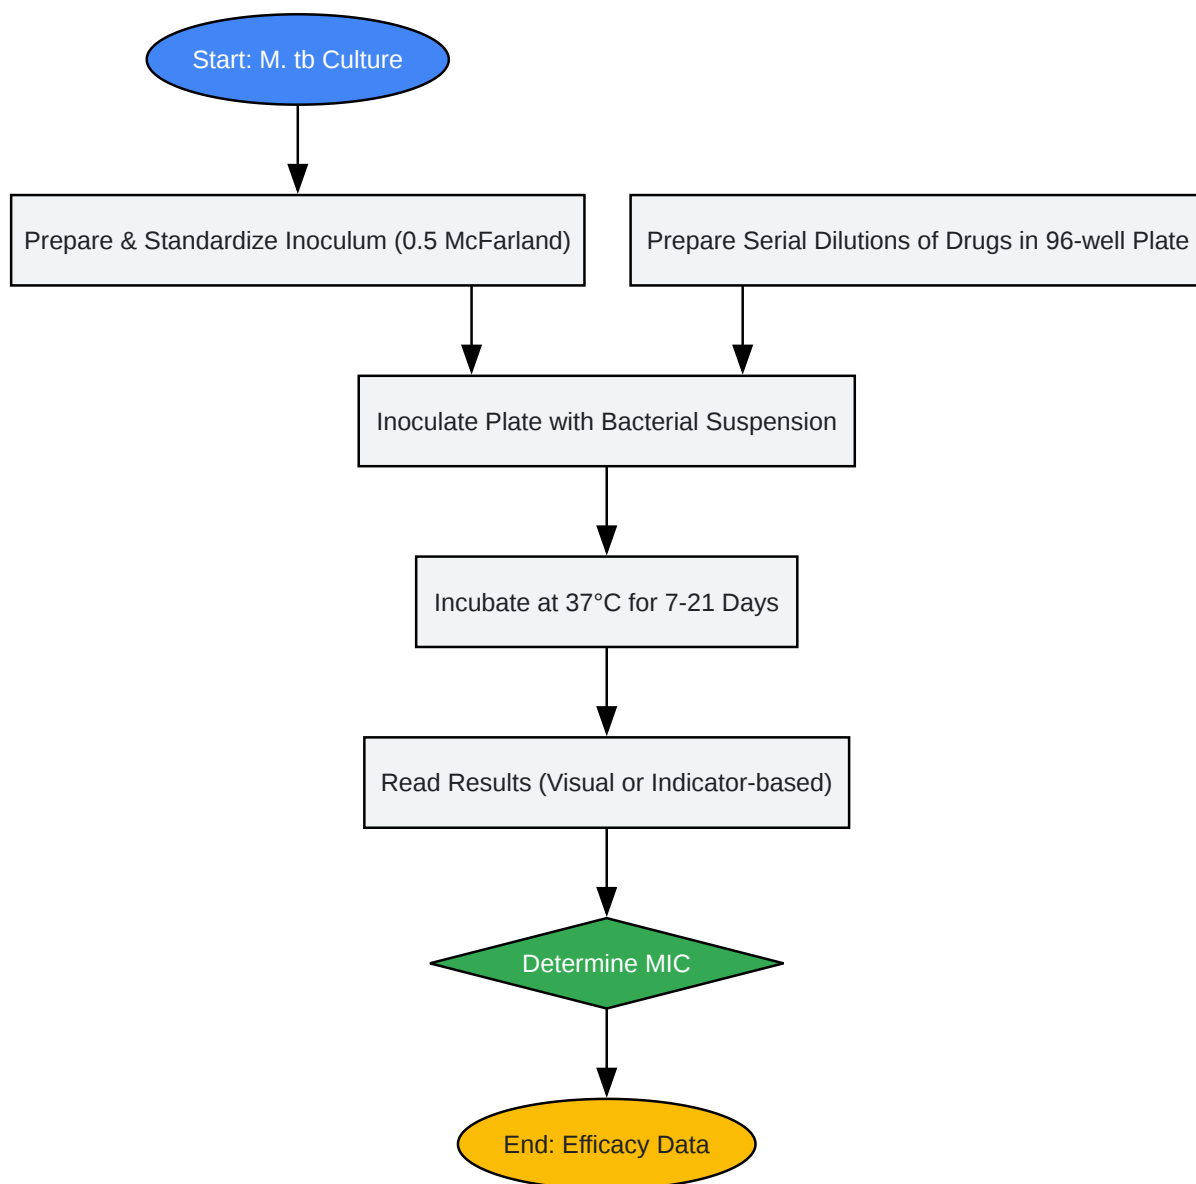 Start: M. tb Culture
Prepare & Standardize Inoculum (0.5 McFarland)
Prepare Serial Dilutions of Drugs in 96-well Plate
Inoculate Plate with Bacterial Suspension
Incubate at 37°C for 7-21 Days
Read Results (Visual or Indicator-based)
Determine MIC
End: Efficacy Data